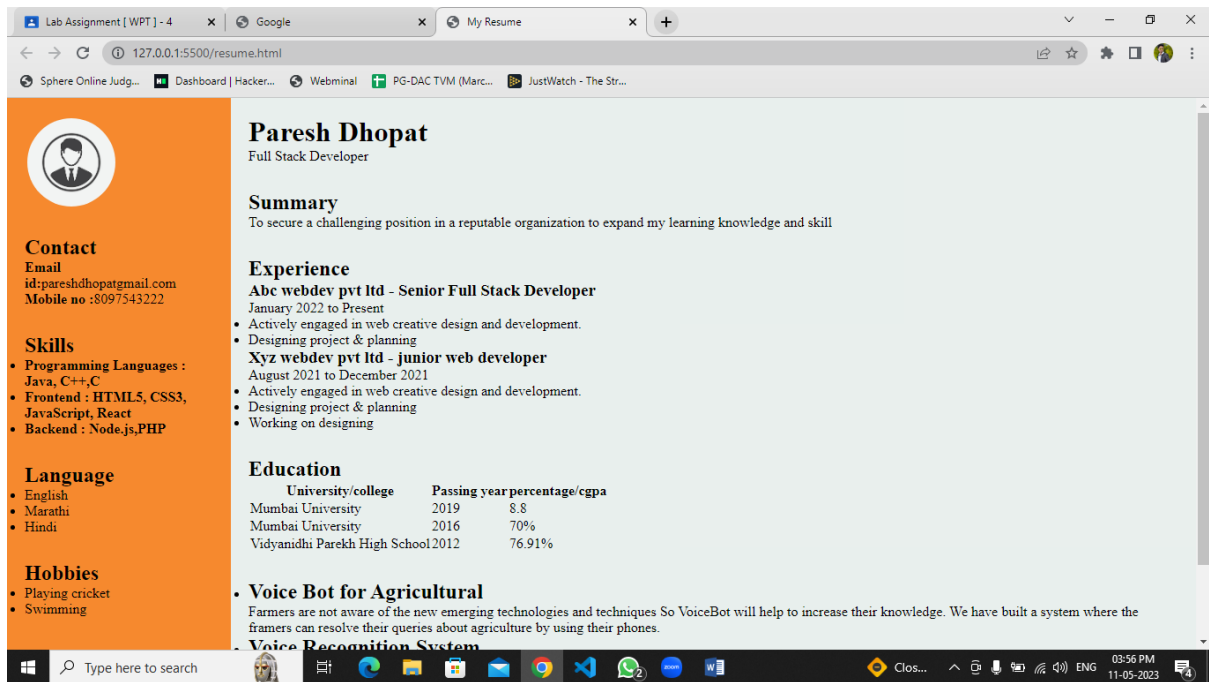 Lab Assignment [ WPT ] - 4
Google
My Resume
127.0.0.1:5500/resume.html
Sphere Online Judg...
Dashboard | Hacker...
Webminal
PG-DAC TVM (Marc...
JustWatch - The Str...
Contact
Email
id:pareshdhopatgmail.com
Mobile no :8097543222
Skills
Programming Languages :
Java, C++,C
Frontend : HTML5, CSS3,
JavaScript, React
Backend : Node.js,PHP
Language
English
Marathi
Hindi
Hobbies
Playing cricket
Swimming
Paresh Dhopat
Full Stack Developer
Summary
To secure a challenging position in a reputable organization to expand my learning knowledge and skill
Experience
Abc webdev pvt ltd - Senior Full Stack Developer
January 2022 to Present
Actively engaged in web creative design and development.
Designing project & planning
Xyz webdev pvt ltd - junior web developer
August 2021 to December 2021
Actively engaged in web creative design and development.
Designing project & planning
Working on designing
Education
University/college Passing year percentage/cgpa
Mumbai University 2019 8.8
Mumbai University 2016 70%
Vidyanidhi Parekh High School 2012 76.91%
Voice Bot for Agricultural
Farmers are not aware of the new emerging technologies and techniques So VoiceBot will help to increase their knowledge. We have built a system where the
framers can resolve their queries about agriculture by using their phones.
Voice Recognition System
Type here to search
zoom
2
Clos...
ENG
03:56 PM
11-05-2023
4